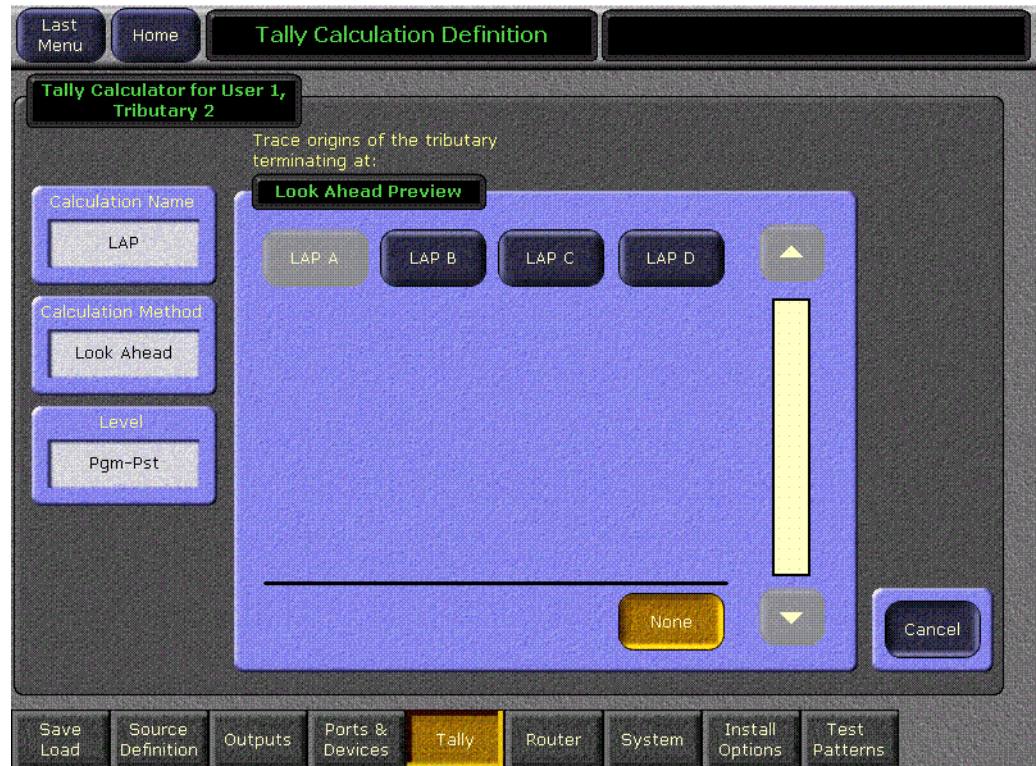 Last
Menu
Home
Tally Calculation Definition
Tally Calculator for User 1,
Tributary 2
Trace origins of the tributary
terminating at:
Look Ahead Preview
Calculation Name
LAP
Calculation Method
Look Ahead
Level
Pgm-Pst
LAP A
LAP B
LAP C
LAP D
None
Cancel
Save
Load
Source
Definition
Outputs
Ports &
Devices
Tally
Router
System
Install
Options
Test
Patterns